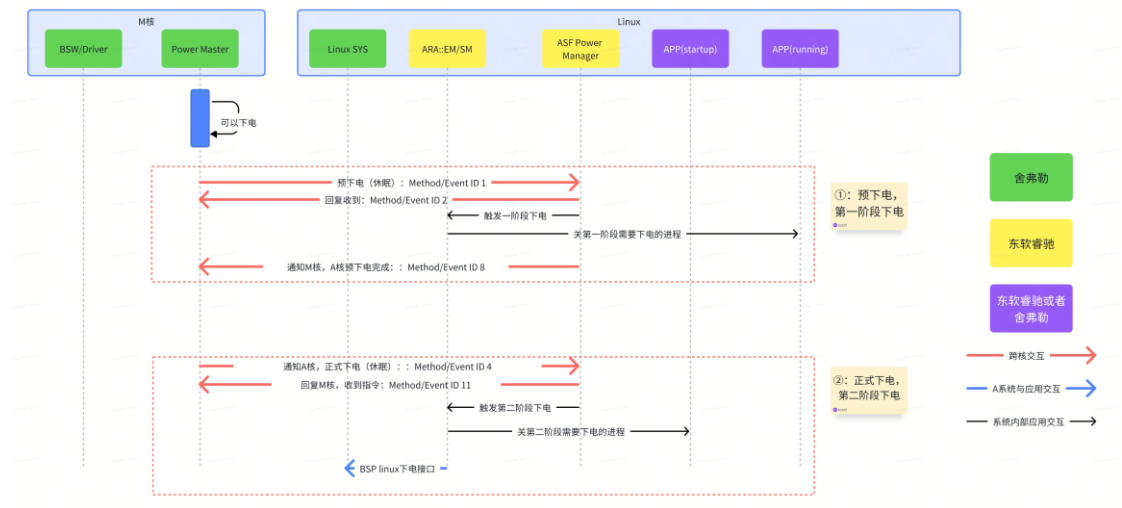 M核
Linux
BSW/Driver
Power Master
Linux SYS
ARA::EM/SM
ASF Power
Manager
APP(startup)
APP(running)
可以下电
预下电（休眠）：Method/Event ID 1
回复收到：Method/Event ID 2
触发一阶段下电
关第一阶段需要下电的进程
通知M核，A核预下电完成：：Method/Event ID 8
①：预下电，
第一阶段下电
通知A核，正式下电（休眠）：：Method/Event ID 4
回复M核，收到指令：Method/Event ID 11
触发第二阶段下电
关第二阶段需要下电的进程
BSP linux下电接口
②：正式下电，
第二阶段下电
舍弗勒
东软睿驰
东软睿驰或者
舍弗勒
跨核交互
A系统与应用交互
系统内部应用交互